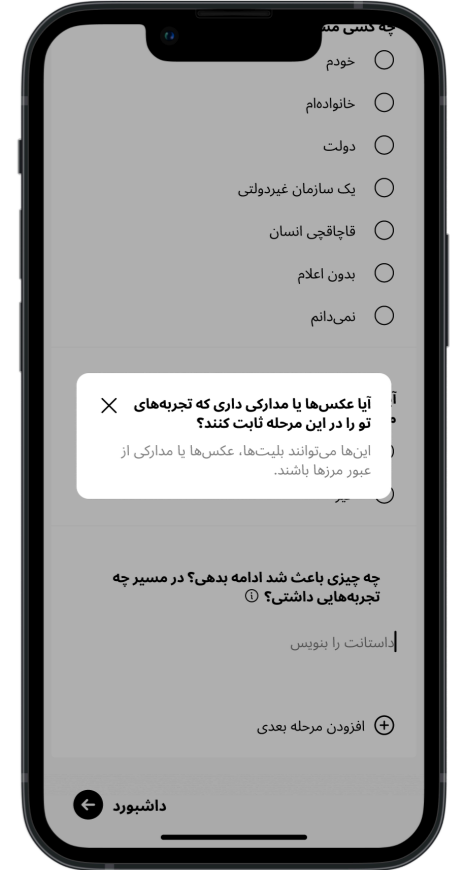 چه کسی
خودم
خانواده‌ام
دولت
یک سازمان غیردولتی
قاچاقچی انسان
بدون اعلام
نمی‌دانم
آیا عکس‌ها یا مدارکی داری که تجربه‌های
تو را در این مرحله ثابت کنند؟
این‌ها می‌توانند بلیت‌ها، عکس‌ها یا مدارکی از
عبور مرزها باشند.
چه چیزی باعث شد ادامه بدهی؟ در مسیر چه
تجربه‌هایی داشتی؟
داستانت را بنویس
افزودن مرحله بعدی
داشبورد